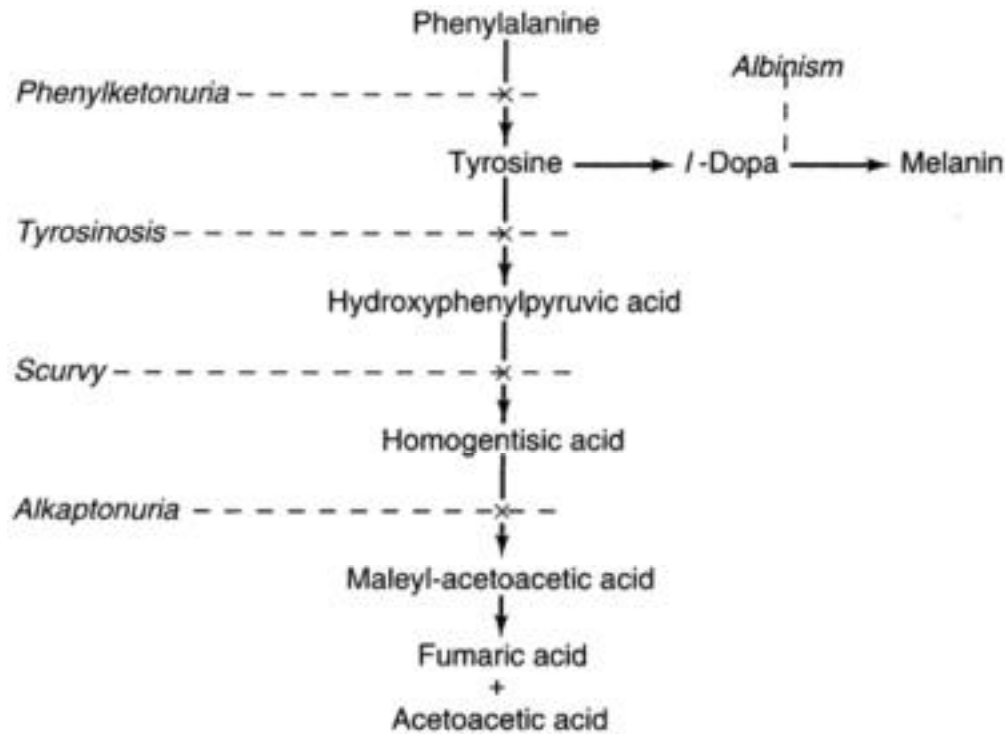 Phenylalanine
Albinism
Phenylketonuria
Tyrosine l-Dopa Melanin
Tyrosinosis
Hydroxyphenylpyruvic acid
Scurvy
Homogentisic acid
Alkaptonuria
Maleyl-acetoacetic acid
Fumaric acid
+
Acetoacetic acid